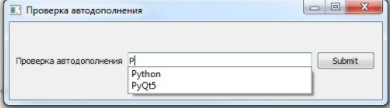 Проверка автодополнения
Проверка автодополнения P Submit
Python
PyQt5